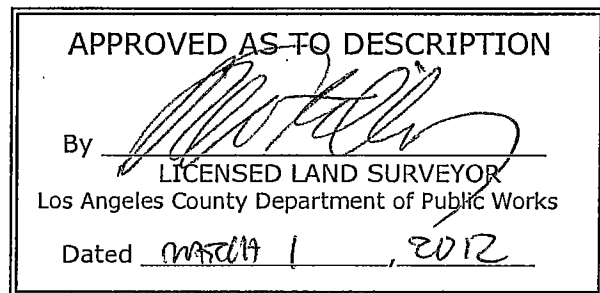 APPROVED AS TO DESCRIPTION
By
LICENSED LAND SURVEYOR
Los Angeles County Department of Public Works
Dated MARCH 1, 2012